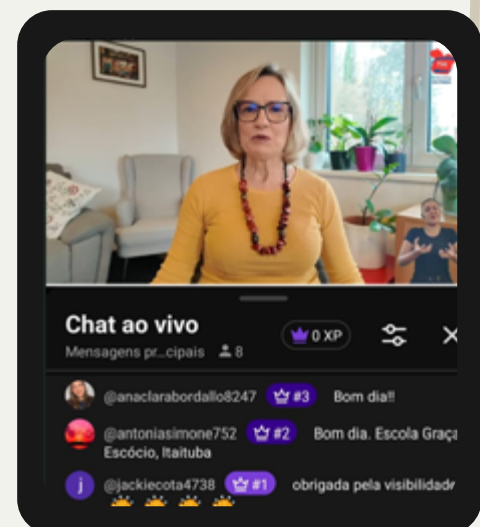 Chat ao vivo
0 XP
Mensagens pr...cipais 8
@anaclarabordallo8247 #3 Bom dia!!
@antoniasimone752 #2 Bom dia. Escola Graça
Escócio, Itaituba
j @jackiecota4738 #1 obrigada pela visibilidade